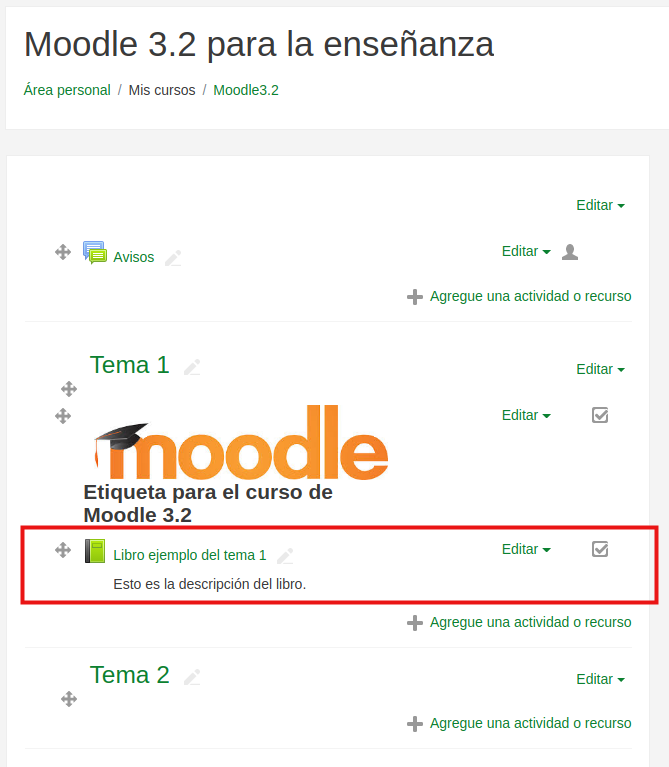 Moodle 3.2 para la enseñanza
Área personal / Mis cursos / Moodle3.2
Editar
Avisos Editar
Agregue una actividad o recurso
Tema 1 Editar
Editar
moodle
Etiqueta para el curso de
Moodle 3.2
Libro ejemplo del tema 1 Editar
Esto es la descripción del libro.
Agregue una actividad o recurso
Tema 2 Editar
Agregue una actividad o recurso